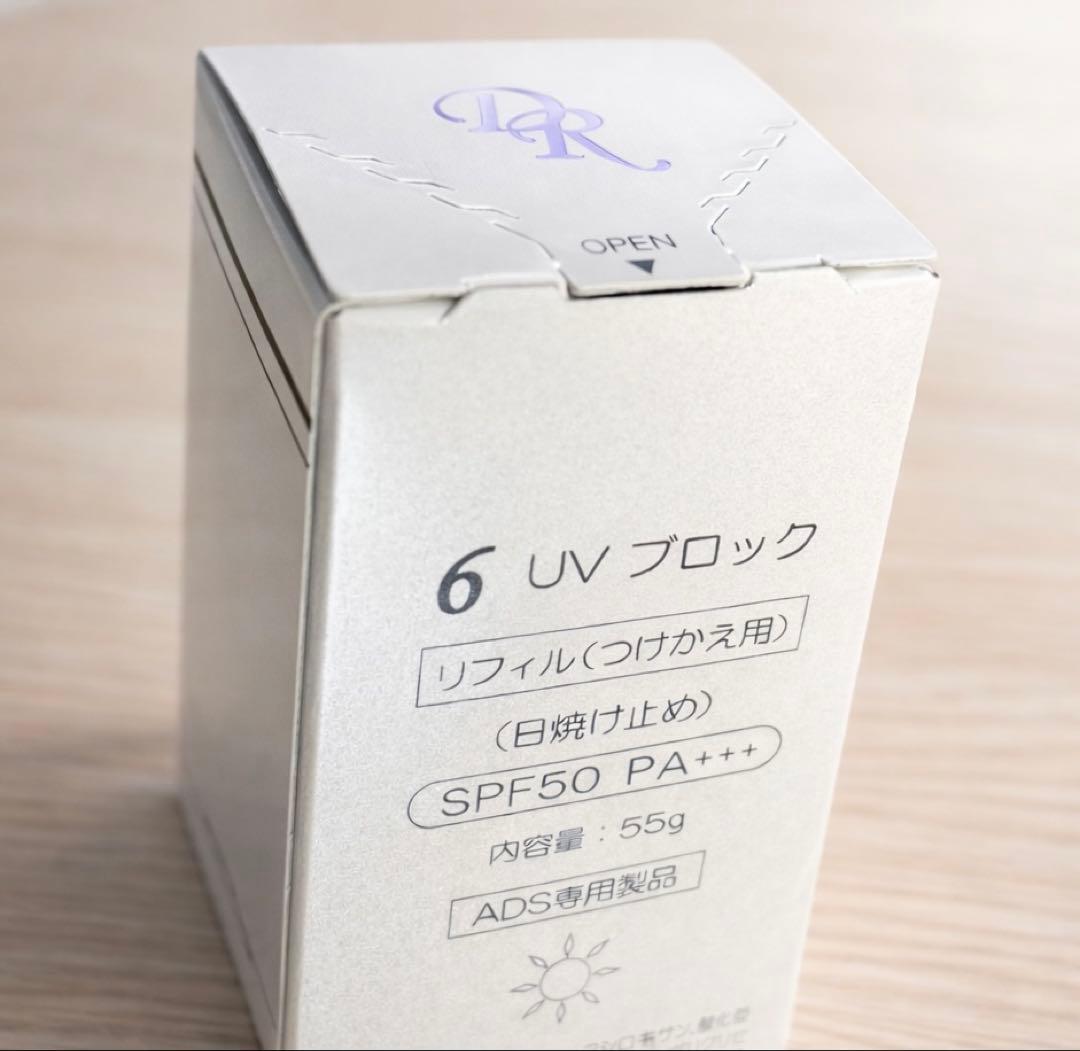 DR
OPEN
6 UV ブロック
リフィル(つけかえ用)
(日焼け止め)
SPF50 PA+++
内容量：55g
ADS専用製品